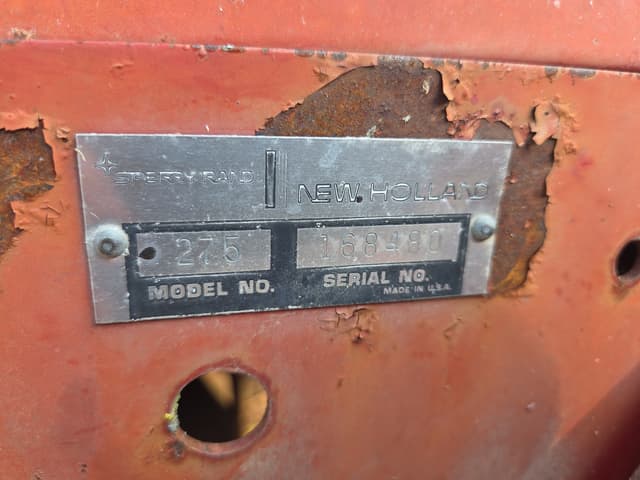 SPERRY RAND NEW HOLLAND
275 168480
MODEL NO. SERIAL NO.
MADE IN U.S.A.